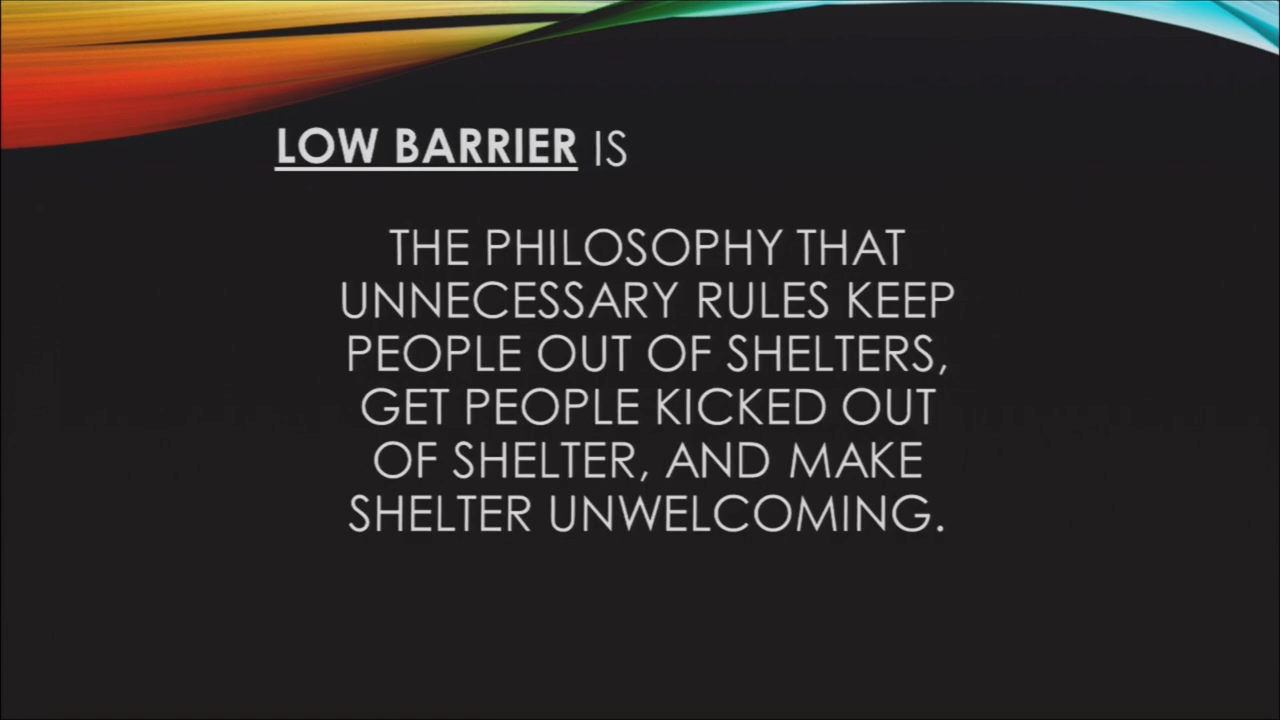 LOW BARRIER IS
THE PHILOSOPHY THAT
UNNECESSARY RULES KEEP
PEOPLE OUT OF SHELTERS,
GET PEOPLE KICKED OUT
OF SHELTER, AND MAKE
SHELTER UNWELCOMING.